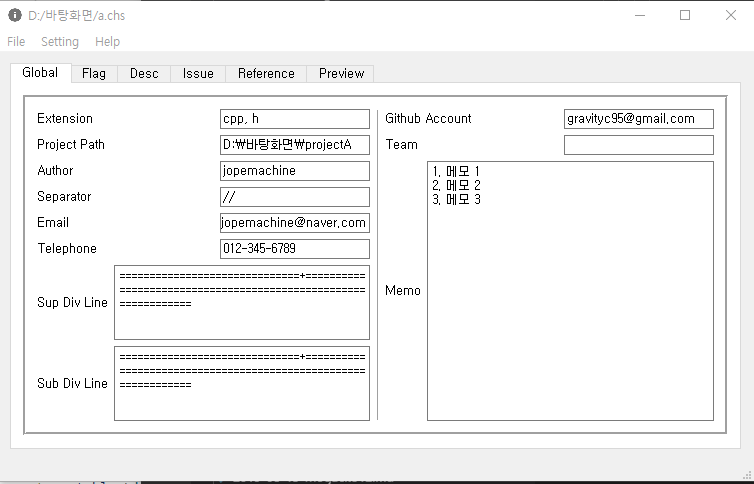 D:/바탕화면/a.chs
File Setting Help
Global Flag Desc Issue Reference Preview
Extension cpp, h
Project Path D:₩바탕화면₩projectA
Author jopemachine
Separator //
Email jopemachine@naver.com
Telephone 012-345-6789
Sup Div Line
==============================+==========
=========================================
============
Sub Div Line
==============================+==========
=========================================
============
Github Account gravityc95@gmail.com
Team
Memo
1. 메모 1
2. 메모 2
3. 메모 3